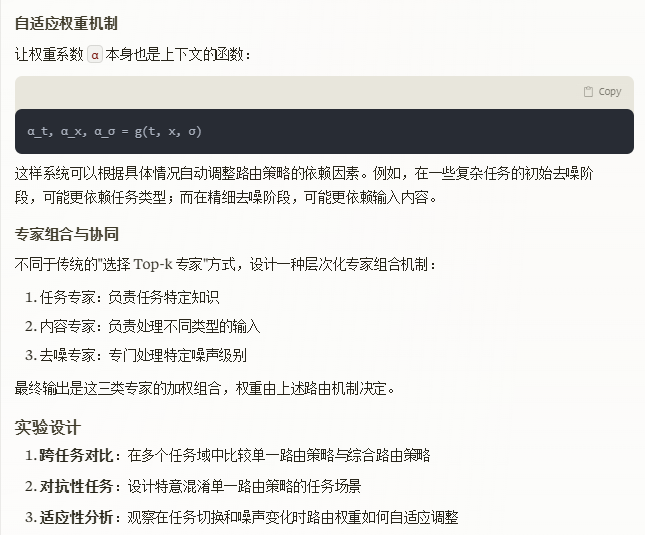 自适应权重机制
让权重系数 α 本身也是上下文的函数：
Copy
α_t, α_x, α_σ = g(t, x, σ)
这样系统可以根据具体情况自动调整路由策略的依赖因素。例如，在一些复杂任务的初始去噪阶
段，可能更依赖任务类型；而在精细去噪阶段，可能更依赖输入内容。
专家组合与协同
不同于传统的"选择 Top-k 专家"方式，设计一种层次化专家组合机制：
1. 任务专家：负责任务特定知识
2. 内容专家：负责处理不同类型的输入
3. 去噪专家：专门处理特定噪声级别
最终输出是这三类专家的加权组合，权重由上述路由机制决定。
实验设计
1. 跨任务对比：在多个任务域中比较单一路由策略与综合路由策略
2. 对抗性任务：设计特意混淆单一路由策略的任务场景
3. 适应性分析：观察在任务切换和噪声变化时路由权重如何自适应调整